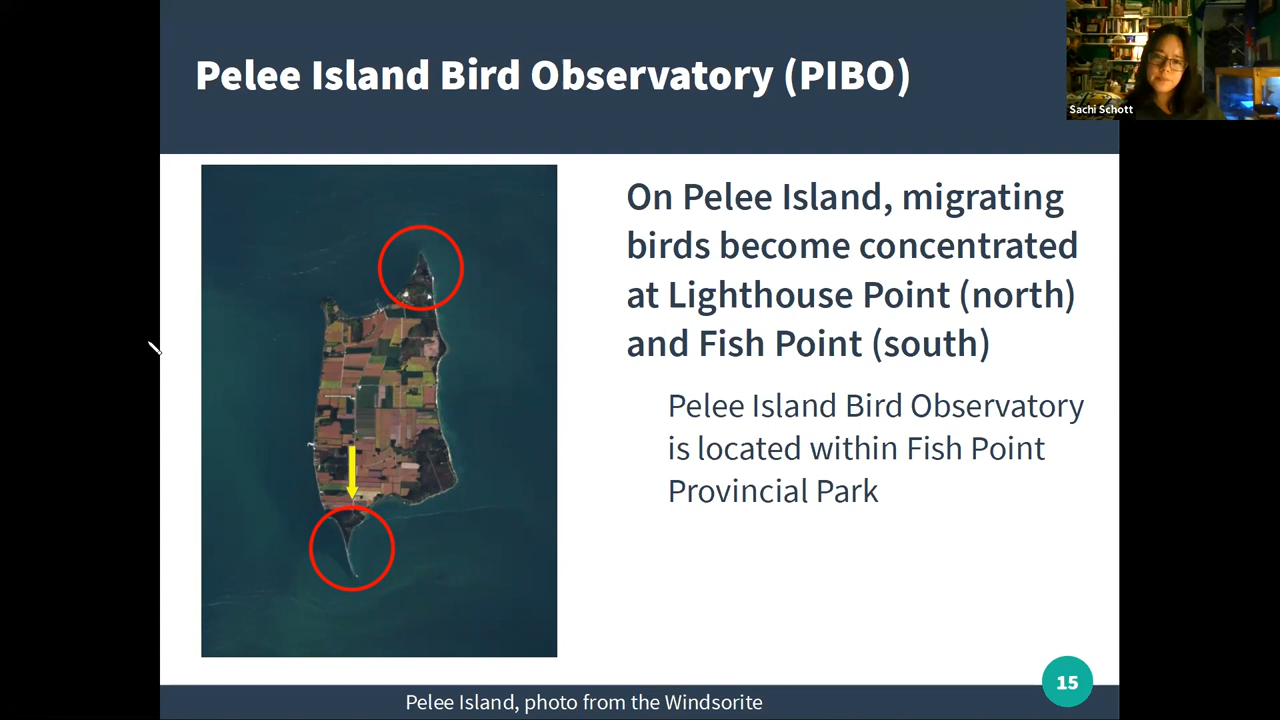 Pelee Island Bird Observatory (PIBO)
Sachi Schott
On Pelee Island, migrating
birds become concentrated
at Lighthouse Point (north)
and Fish Point (south)
Pelee Island Bird Observatory
is located within Fish Point
Provincial Park
15
Pelee Island, photo from the Windsorite